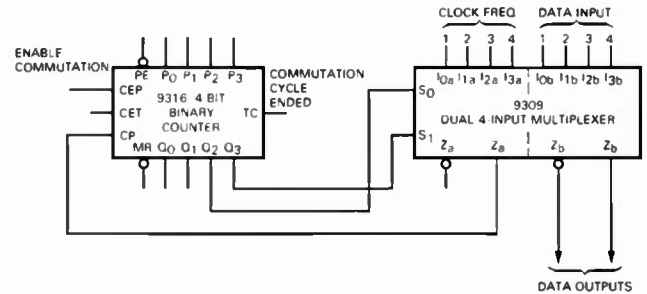 CLOCK FREQ
DATA INPUT
1 2 3 4
1 2 3 4
ENABLE
COMMUTATION
PE P0 P1 P2 P3
I0a I1a I2a I3a
I0b I1b I2b I3b
CEP
CET
CP
9316 4 BIT
BINARY
COUNTER
TC
MR Q0 Q1 Q2 Q3
COMMUTATION
CYCLE
ENDED
S0
S1
9309
DUAL 4-INPUT MULTIPLEXER
Za Za Zb Zb
DATA OUTPUTS